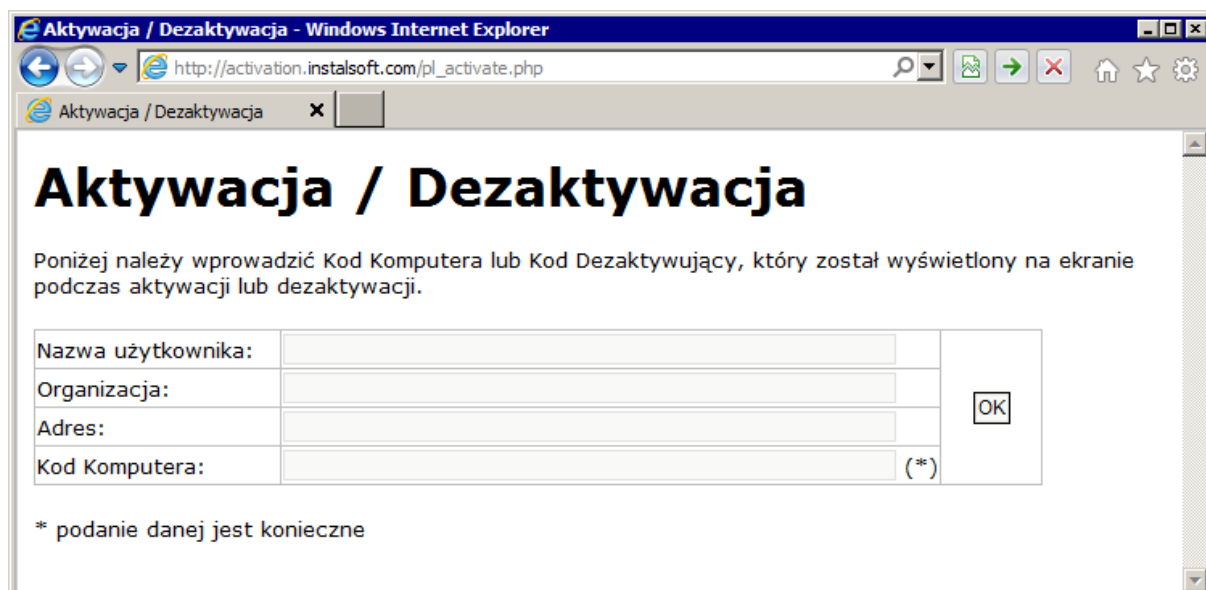 Aktywacja / Dezaktywacja - Windows Internet Explorer
http://activation.instalsoft.com/pl_activate.php
Aktywacja / Dezaktywacja
Aktywacja / Dezaktywacja
Poniżej należy wprowadzić Kod Komputera lub Kod Dezaktywujący, który został wyświetlony na ekranie
podczas aktywacji lub dezaktywacji.
Nazwa użytkownika:
Organizacja:
Adres:
OK
Kod Komputera: (*)
* podanie danej jest konieczne